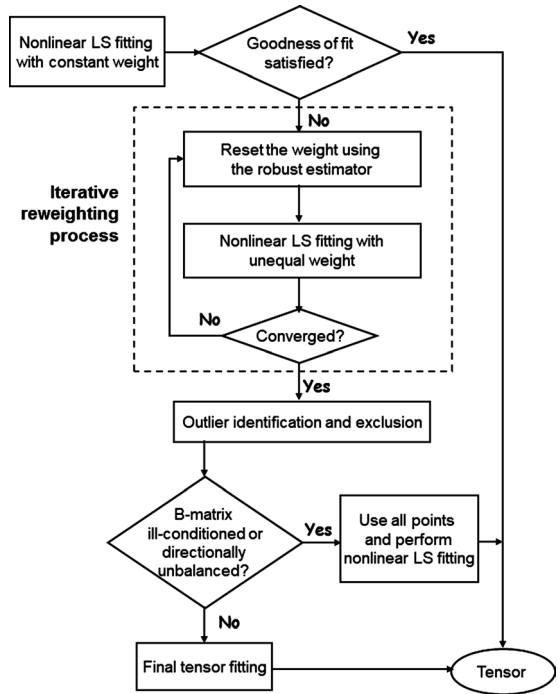 Nonlinear LS fitting
with constant weight
Goodness of fit
satisfied?
Yes
No
Reset the weight using
the robust estimator
Iterative
reweighting
process
Nonlinear LS fitting with
unequal weight
No
Converged?
Yes
Outlier identification and exclusion
B-matrix
ill-conditioned or
directionally
unbalanced?
Yes
Use all points
and perform
nonlinear LS fitting
No
Final tensor fitting
Tensor